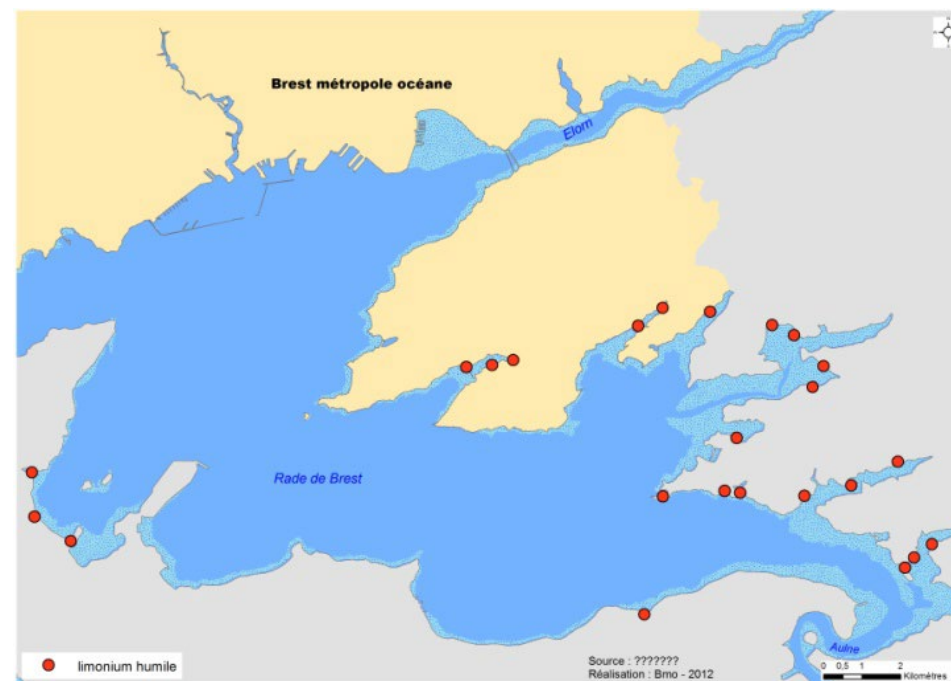 Brest métropole océane
Elorn
Rade de Brest
Aulne
limonium humile
Source : ???????
Réalisation : Bmo - 2012
0 0,5 1 2
Kilomètres